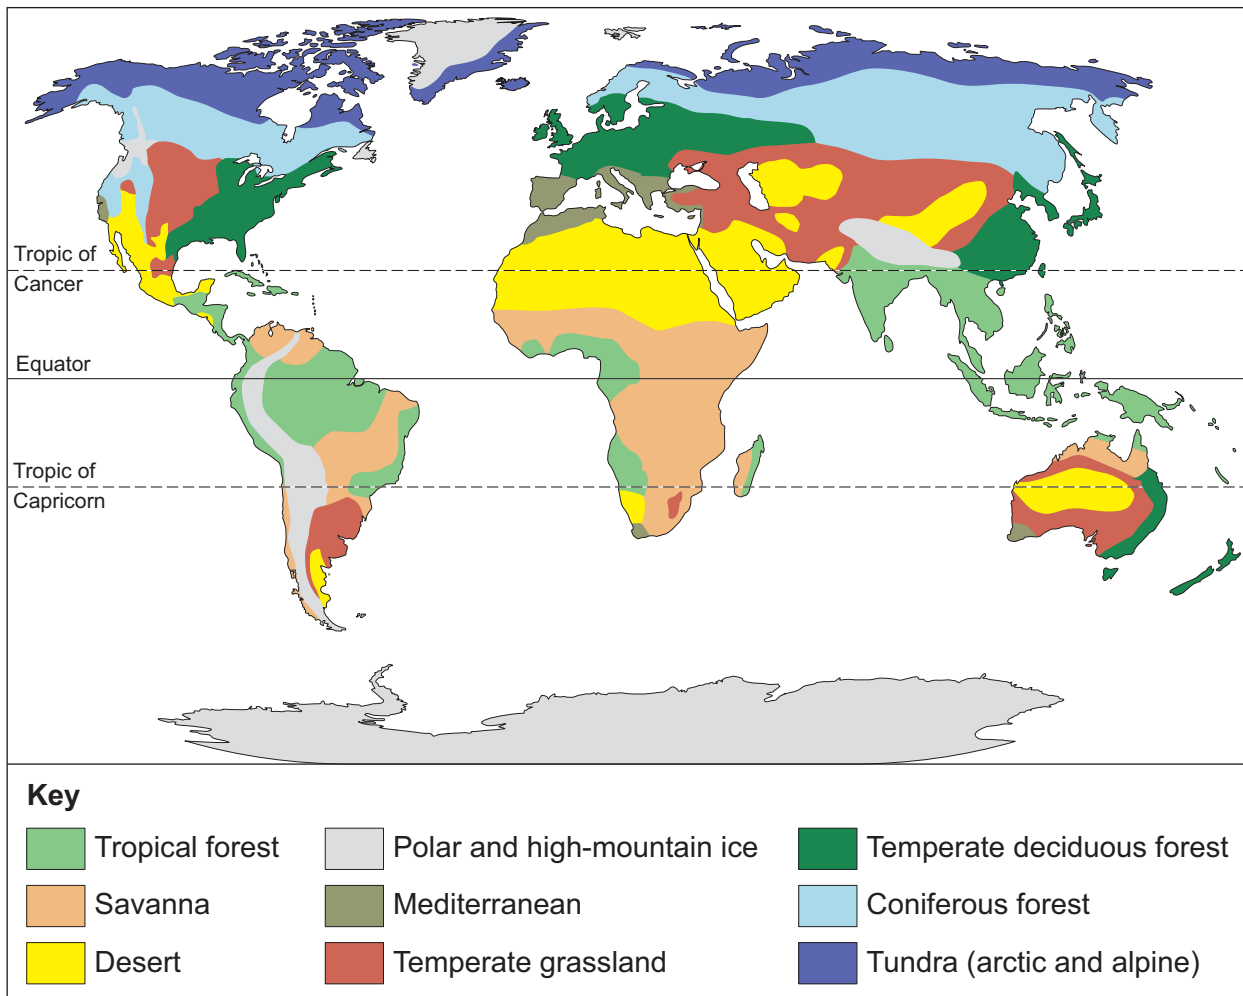 Tropic of
Cancer
Equator
Tropic of
Capricorn
Key
Tropical forest
Polar and high-mountain ice
Temperate deciduous forest
Savanna
Mediterranean
Coniferous forest
Desert
Temperate grassland
Tundra (arctic and alpine)